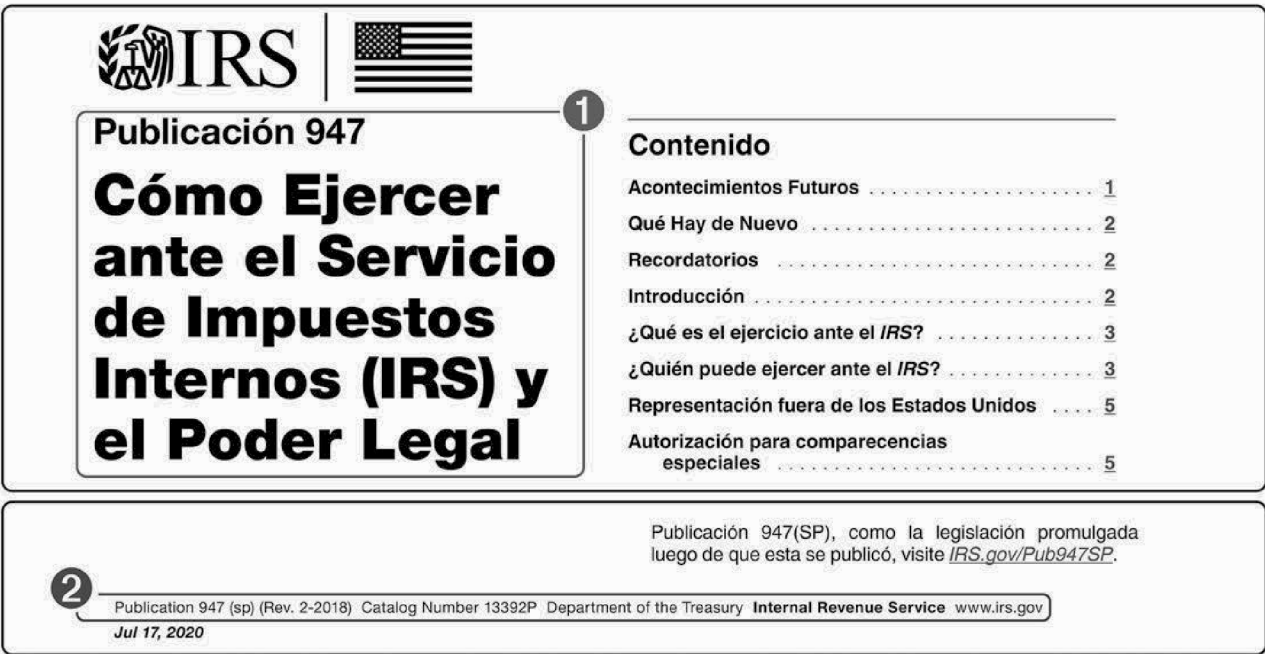 IRS
1
Publicación 947
Cómo Ejercer
ante el Servicio
de Impuestos
Internos (IRS) y
el Poder Legal
Contenido
Acontecimientos Futuros . . . . . . . . . . . . . . . . . . . . 1
Qué Hay de Nuevo . . . . . . . . . . . . . . . . . . . . . . . . . 2
Recordatorios . . . . . . . . . . . . . . . . . . . . . . . . . . . . 2
Introducción . . . . . . . . . . . . . . . . . . . . . . . . . . . . . . 2
¿Qué es el ejercicio ante el IRS? . . . . . . . . . . . . . . 3
¿Quién puede ejercer ante el IRS? . . . . . . . . . . . . . 3
Representación fuera de los Estados Unidos . . . . 5
Autorización para comparecencias
especiales . . . . . . . . . . . . . . . . . . . . . . . . . . . . 5
Publicación 947(SP), como la legislación promulgada
luego de que esta se publicó, visite IRS.gov/Pub947SP.
2
Publication 947 (sp) (Rev. 2-2018) Catalog Number 13392P Department of the Treasury Internal Revenue Service www.irs.gov
Jul 17, 2020